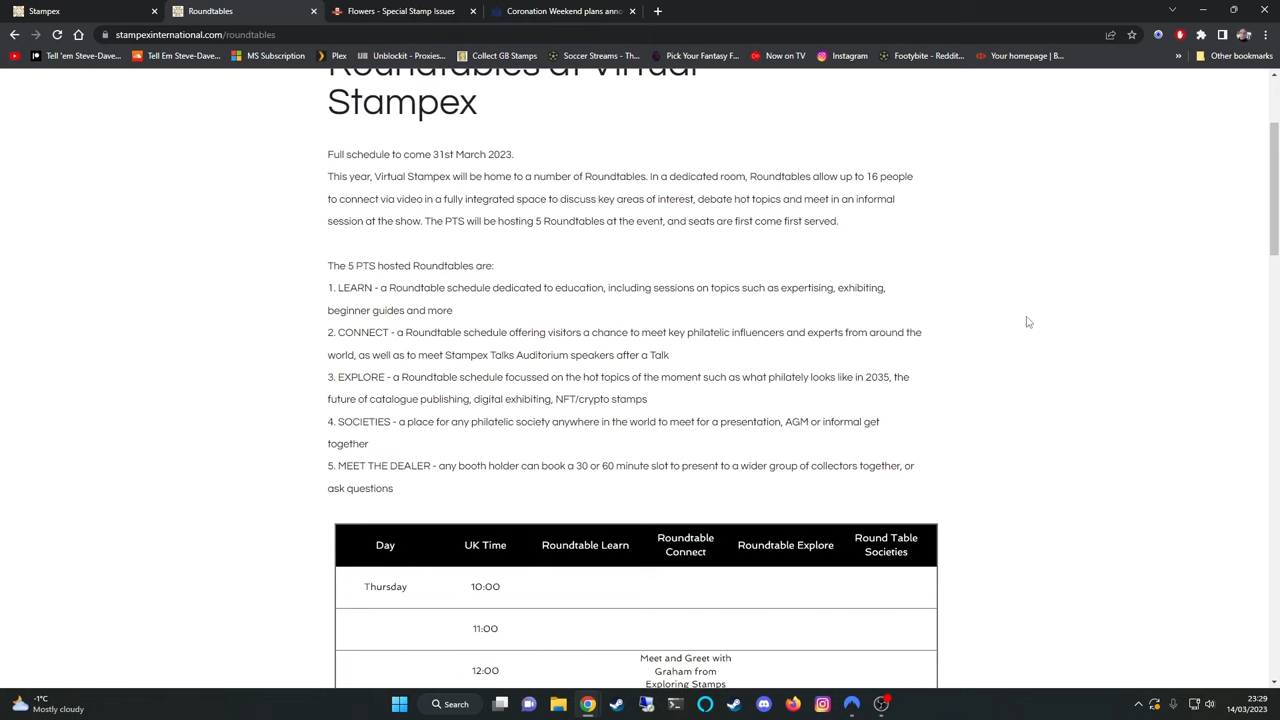 Stampex
Roundtables
Flowers - Special Stamp Issues
Coronation Weekend plans anno
stampexinternational.com/roundtables
Tell 'em Steve-Dave...
Tell Em Steve-Dave...
MS Subscription
Plex
Unblockit - Proxies...
Collect GB Stamps
Soccer Streams - Th...
Pick Your Fantasy F...
Now on TV
Instagram
Footybite - Reddit...
Your homepage | B...
Other bookmarks
Roundtables at Virtual
Stampex
Full schedule to come 31st March 2023.
This year, Virtual Stampex will be home to a number of Roundtables. In a dedicated room, Roundtables allow up to 16 people
to connect via video in a fully integrated space to discuss key areas of interest, debate hot topics and meet in an informal
session at the show. The PTS will be hosting 5 Roundtables at the event, and seats are first come first served.
The 5 PTS hosted Roundtables are:
1. LEARN - a Roundtable schedule dedicated to education, including sessions on topics such as expertising, exhibiting,
beginner guides and more
2. CONNECT - a Roundtable schedule offering visitors a chance to meet key philatelic influencers and experts from around the
world, as well as to meet Stampex Talks Auditorium speakers after a Talk
3. EXPLORE - a Roundtable schedule focussed on the hot topics of the moment such as what philately looks like in 2035, the
future of catalogue publishing, digital exhibiting, NFT/crypto stamps
4. SOCIETIES - a place for any philatelic society anywhere in the world to meet for a presentation, AGM or informal get
together
5. MEET THE DEALER - any booth holder can book a 30 or 60 minute slot to present to a wider group of collectors together, or
ask questions
Day UK Time Roundtable Learn Roundtable Connect Roundtable Explore Round Table Societies
Thursday 10:00
11:00
12:00 Meet and Greet with
Graham from
Exploring Stamps
-1°C
Mostly cloudy
Search
23:29
14/03/2023